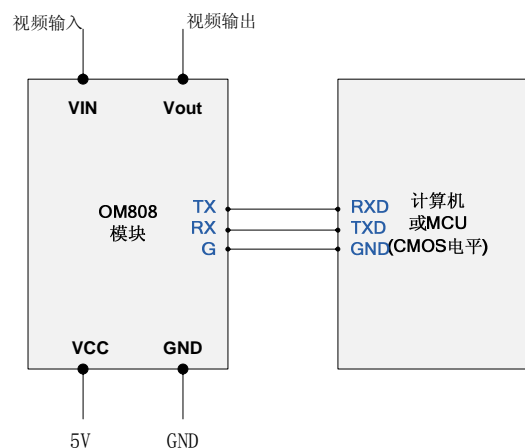 视频输入
视频输出
VIN
Vout
OM808
模块
TX
RX
G
RXD
TXD
GND
计算机
或MCU
(CMOS电平)
VCC
GND
5V
GND